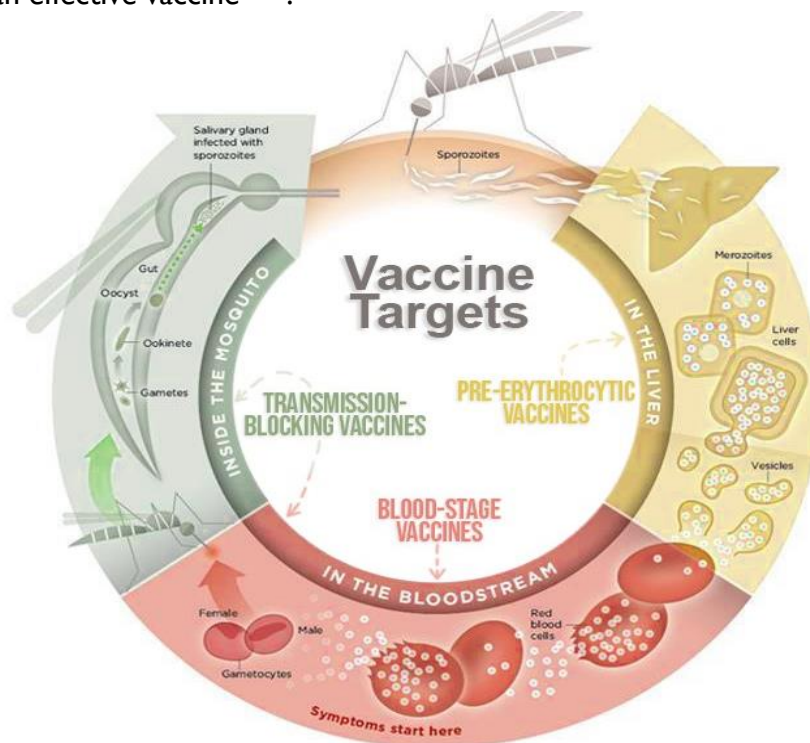 an effective vaccine
Salivary gland
infected with
sporozoites
Sporozoites
Gut
Oocyst
Ookinete
Gametes
Merozoites
Liver
cells
Vesicles
Vaccine
Targets
INSIDE THE MOSQUITO
IN THE LIVER
TRANSMISSION-
BLOCKING VACCINES
PRE-ERYTHROCYTIC
VACCINES
BLOOD-STAGE
VACCINES
IN THE BLOODSTREAM
Female
Male
Gametocytes
Red
blood
cells
Symptoms start here